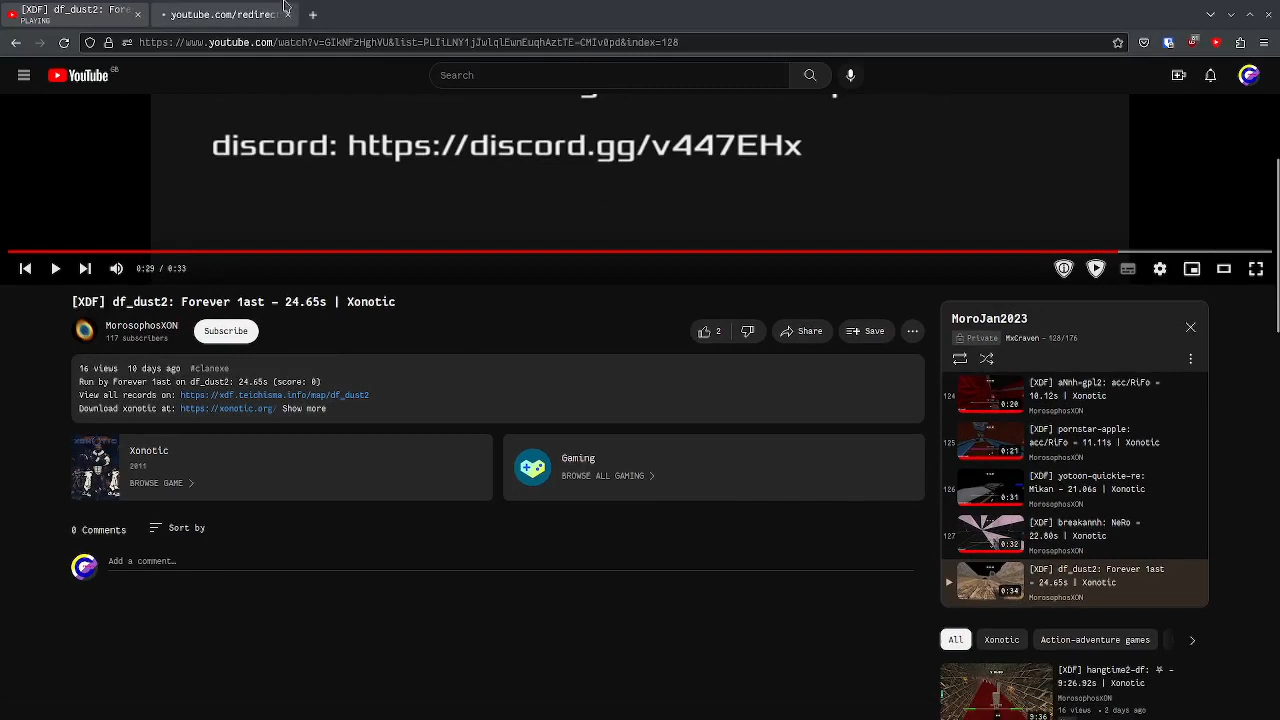 [XDF] df_dust2: Fore
PLAYING
youtube.com/redirect
https://www.youtube.com/watch?v=GIkNFzHghVU&list=PLIiLNY1jJwlqlEwnEuqhAztTE=CMIv0pd&index=128
YouTube GB
Search
discord: https://discord.gg/v447EHx
0:29 / 0:33
[XDF] df_dust2: Forever 1ast – 24.65s | Xonotic
MorosophosXON
117 subscribers
Subscribe
2
Share
Save
16 views 10 days ago #clanexe
Run by Forever 1ast on df_dust2: 24.65s (score: 0)
View all records on: https://xdf.teichisma.info/map/df_dust2
Download xonotic at: https://xonotic.org/ Show more
Xonotic
2011
BROWSE GAME
Gaming
BROWSE ALL GAMING
0 Comments
Sort by
Add a comment…
MoroJan2023
Private MxCraven – 128/176
124
0:20
[XDF] aNnh-gpl2: acc/RiFo =
10.12s | Xonotic
MorosophosXON
125
0:21
[XDF] pornstar-apple:
acc/RiFo = 11.11s | Xonotic
MorosophosXON
126
0:31
[XDF] yotoon-quickie-re:
Mikan – 21.06s | Xonotic
MorosophosXON
127
0:32
[XDF] breakannh: NeRo =
22.80s | Xonotic
MorosophosXON
0:34
[XDF] df_dust2: Forever 1ast
= 24.65s | Xonotic
MorosophosXON
All
Xonotic
Action-adventure games
9:36
[XDF] hangtime2-df: ⛧ –
9:26.92s | Xonotic
MorosophosXON
16 views • 2 days ago